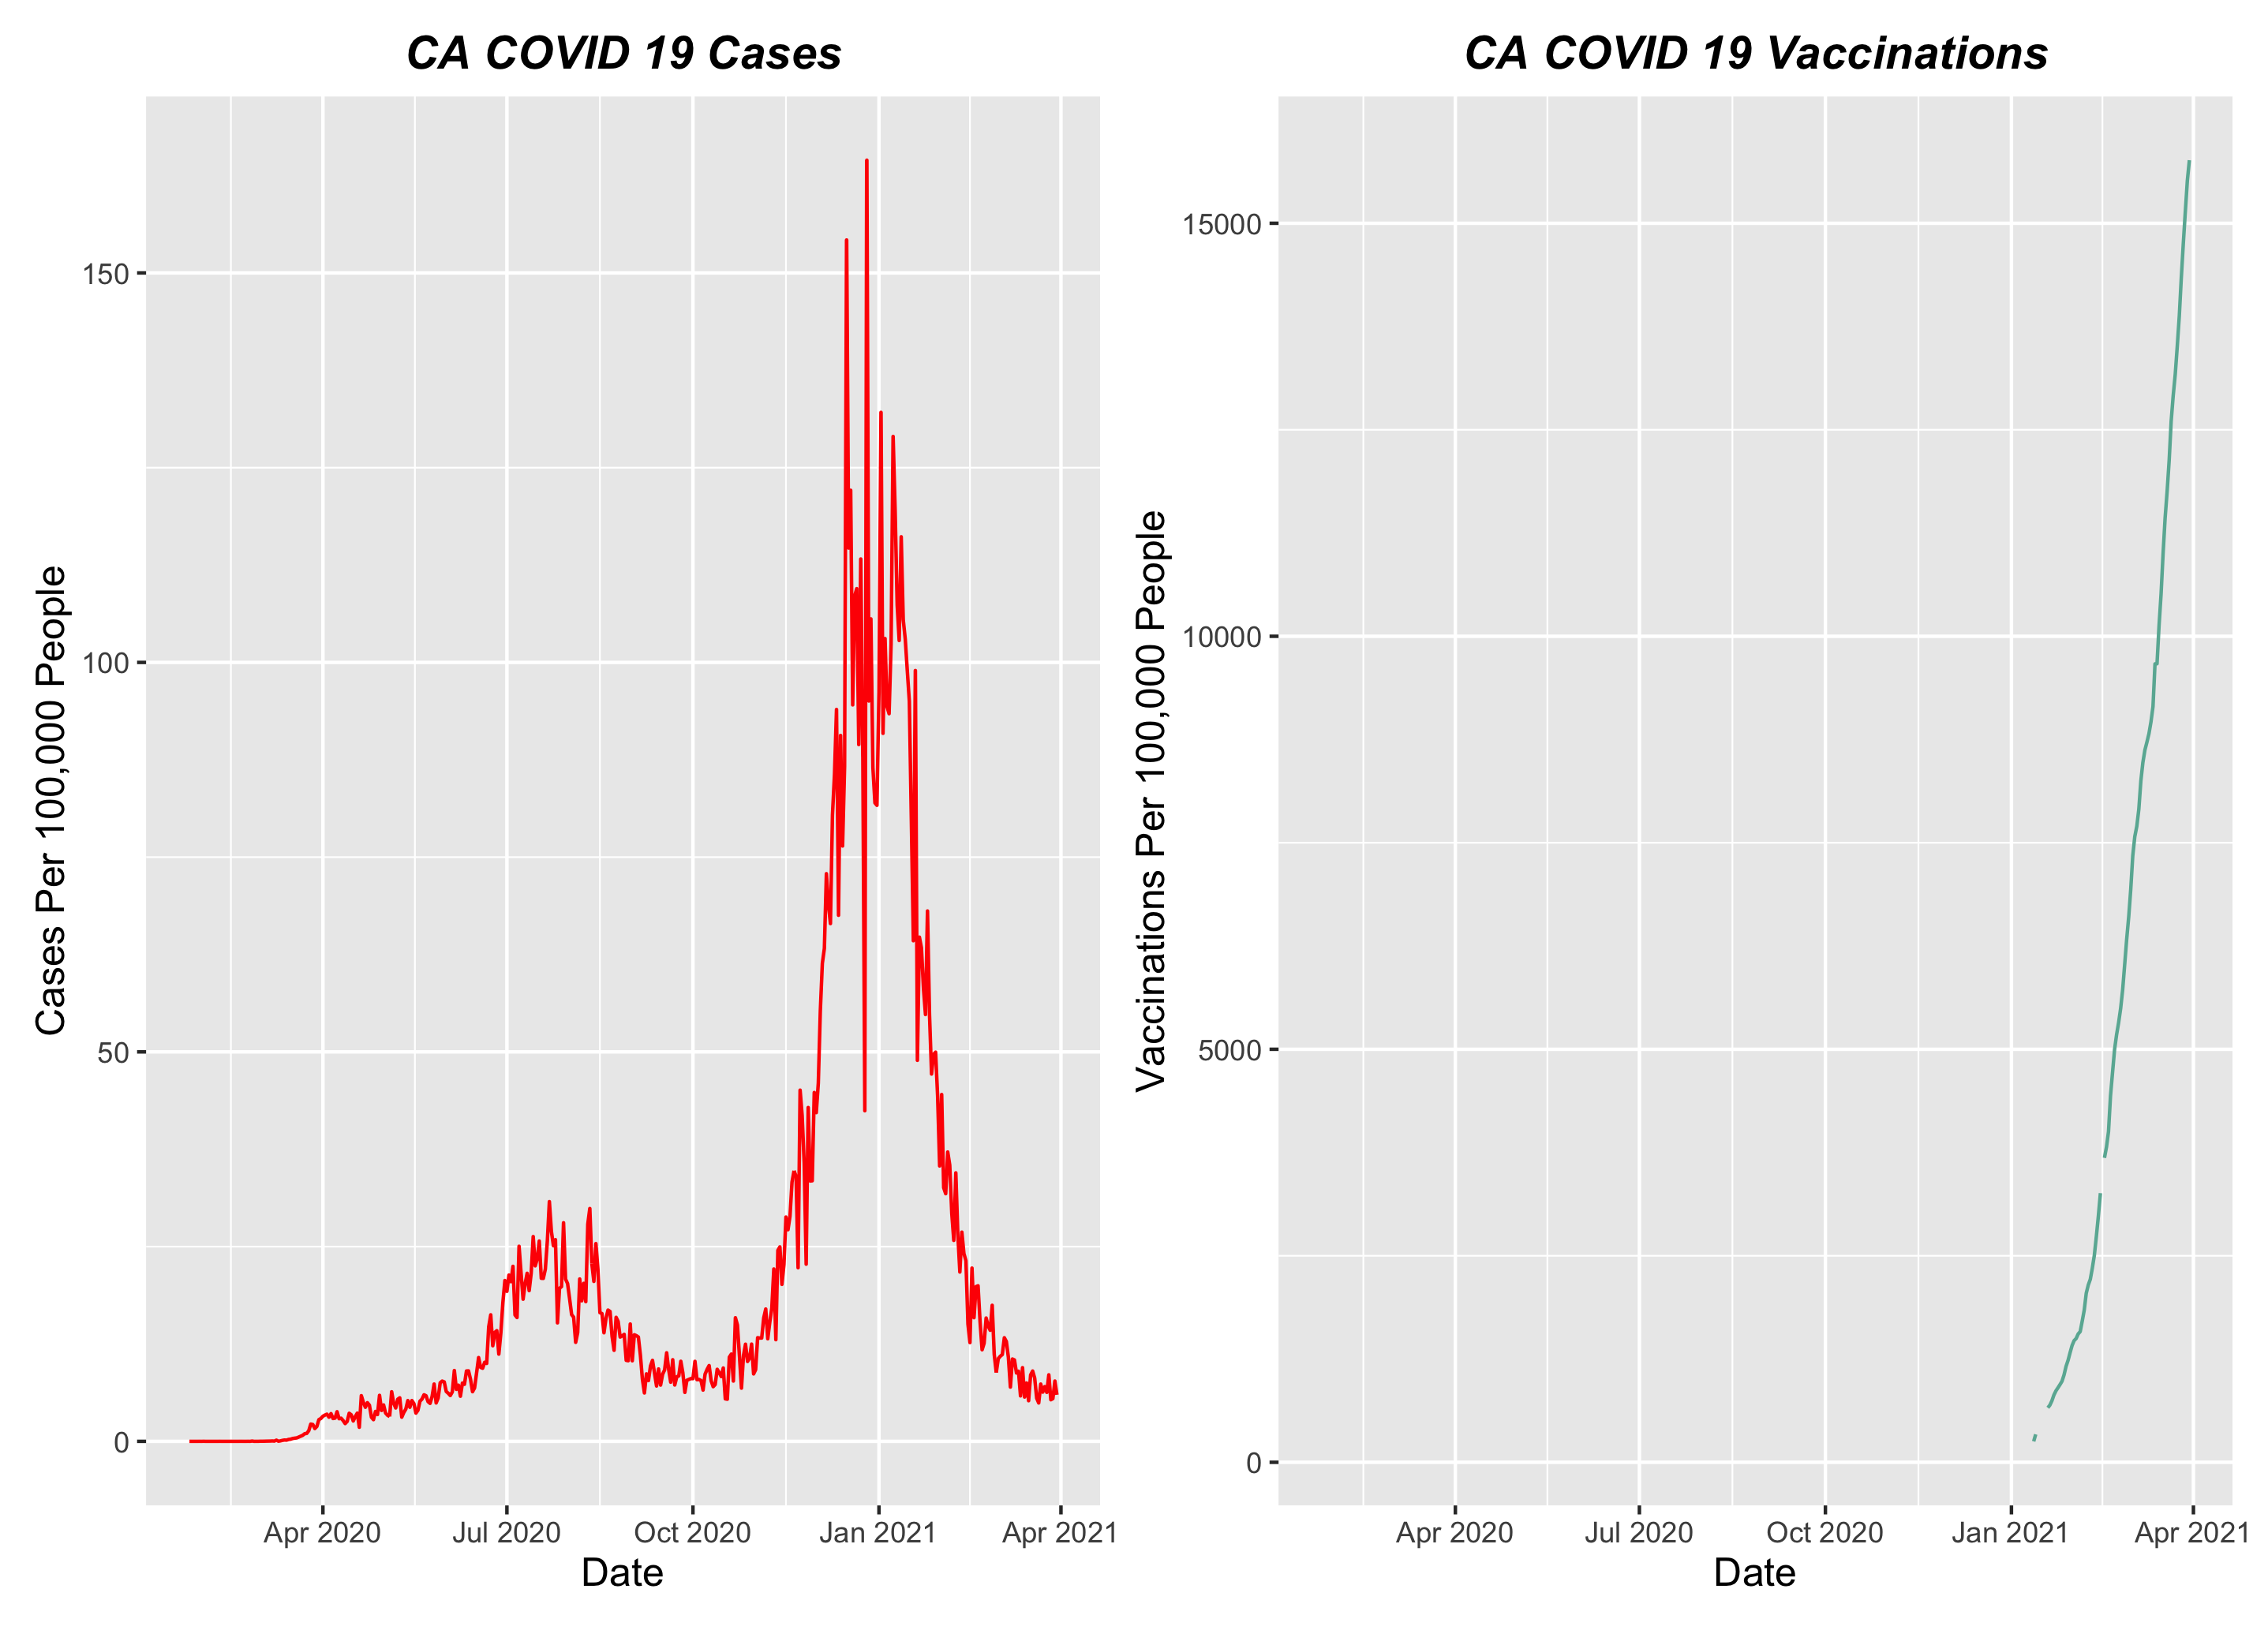 CA COVID 19 Cases
Cases Per 100,000 People
150
100
50
0
Apr 2020 Jul 2020 Oct 2020 Jan 2021 Apr 2021
Date
CA COVID 19 Vaccinations
Vaccinations Per 100,000 People
15000
10000
5000
0
Apr 2020 Jul 2020 Oct 2020 Jan 2021 Apr 2021
Date